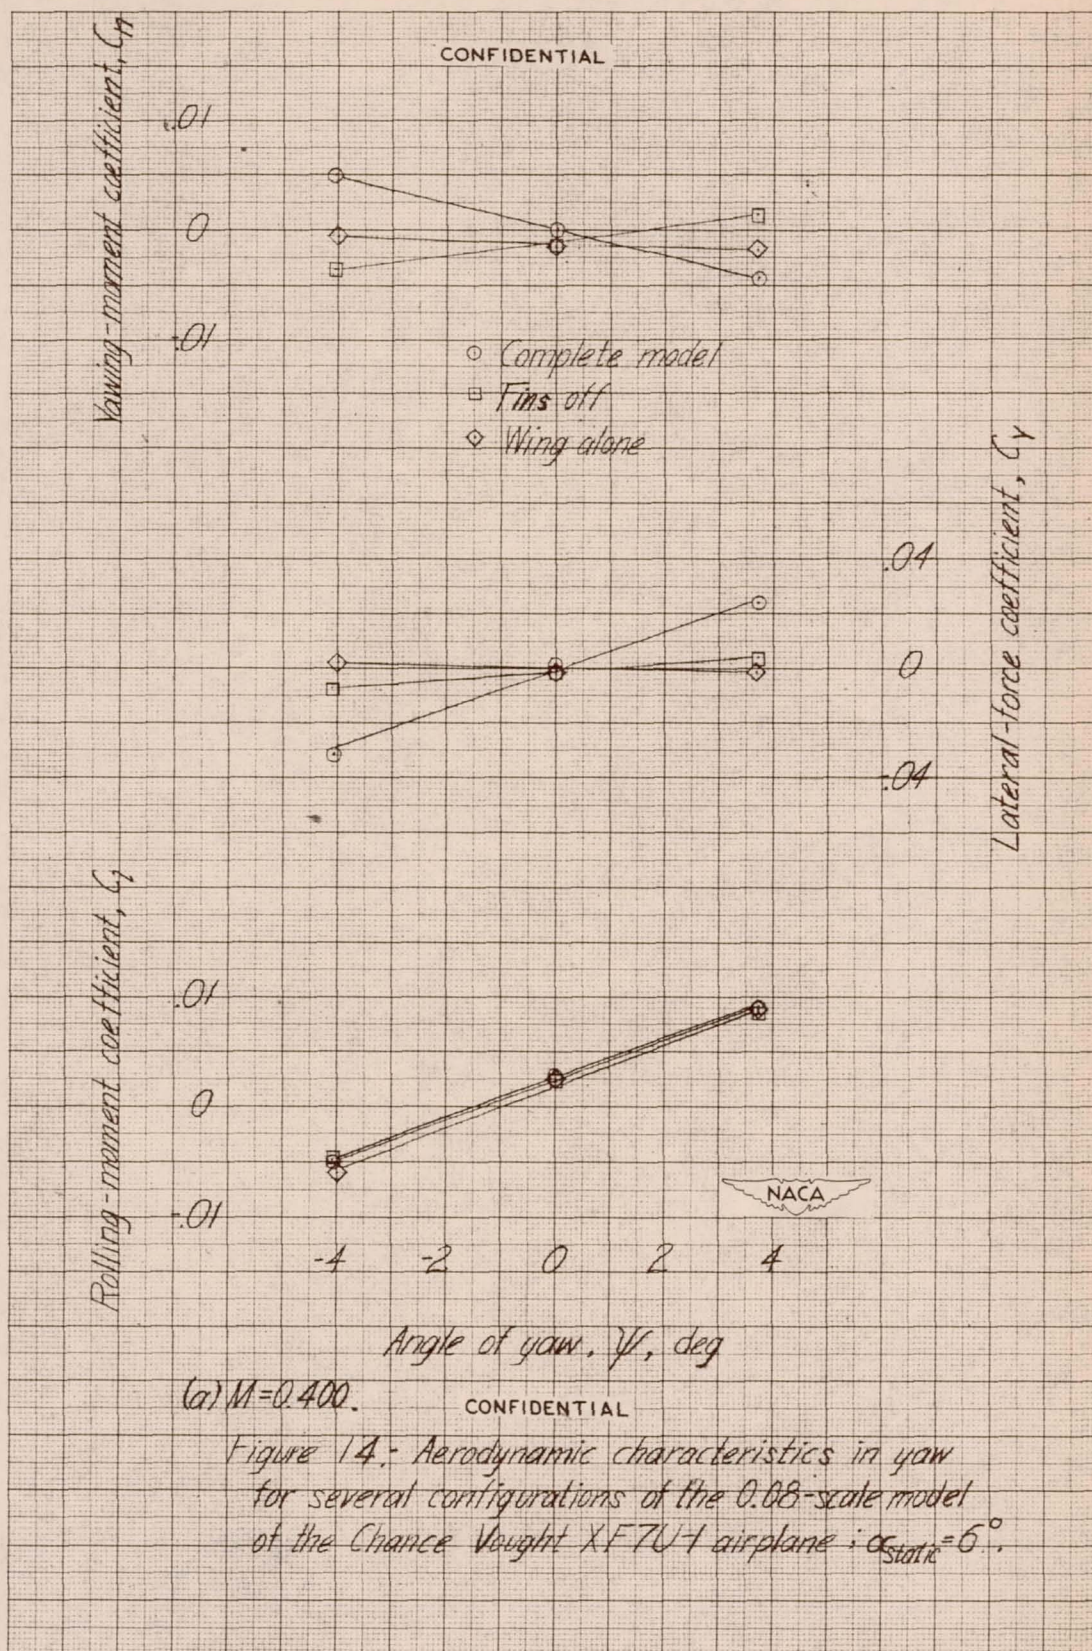 CONFIDENTIAL
Yawing-moment coefficient, Cn
.01
0
-.01
Complete model
Fins off
Wing alone
Lateral-force coefficient, CY
.04
0
-.04
Rolling-moment coefficient, Cl
.01
0
-.01
NACA
-4 -2 0 2 4
Angle of yaw, ψ, deg
(a) M=0.400.
CONFIDENTIAL
Figure 14.- Aerodynamic characteristics in yaw
for several configurations of the 0.08-scale model
of the Chance Vought XF7U-1 airplane; αstatic=6°.